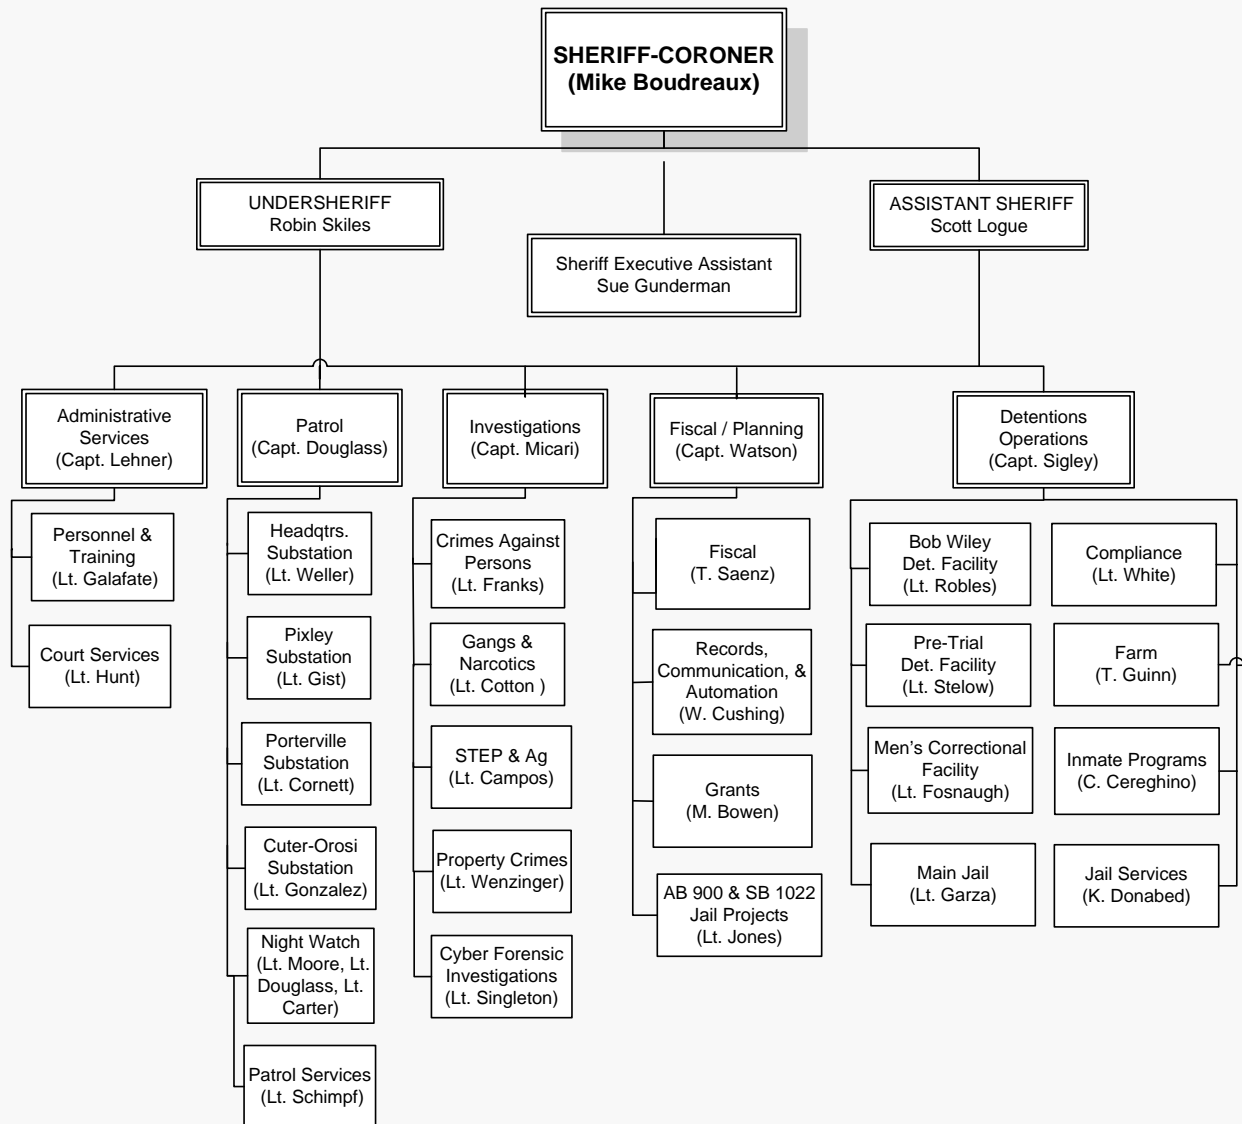 SHERIFF-CORONER
(Mike Boudreaux)
UNDERSHERIFF
Robin Skiles
ASSISTANT SHERIFF
Scott Logue
Sheriff Executive Assistant
Sue Gunderman
Administrative
Services
(Capt. Lehner)
Patrol
(Capt. Douglass)
Investigations
(Capt. Micari)
Fiscal / Planning
(Capt. Watson)
Detentions
Operations
(Capt. Sigley)
Personnel &
Training
(Lt. Galafate)
Court Services
(Lt. Hunt)
Headqtrs.
Substation
(Lt. Weller)
Pixley
Substation
(Lt. Gist)
Porterville
Substation
(Lt. Cornett)
Cuter-Orosi
Substation
(Lt. Gonzalez)
Night Watch
(Lt. Moore, Lt.
Douglass, Lt.
Carter)
Patrol Services
(Lt. Schimpf)
Crimes Against
Persons
(Lt. Franks)
Gangs &
Narcotics
(Lt. Cotton )
STEP & Ag
(Lt. Campos)
Property Crimes
(Lt. Wenzinger)
Cyber Forensic
Investigations
(Lt. Singleton)
Fiscal
(T. Saenz)
Records,
Communication, &
Automation
(W. Cushing)
Grants
(M. Bowen)
AB 900 & SB 1022
Jail Projects
(Lt. Jones)
Bob Wiley
Det. Facility
(Lt. Robles)
Pre-Trial
Det. Facility
(Lt. Stelow)
Men's Correctional
Facility
(Lt. Fosnaugh)
Main Jail
(Lt. Garza)
Compliance
(Lt. White)
Farm
(T. Guinn)
Inmate Programs
(C. Cereghino)
Jail Services
(K. Donabed)